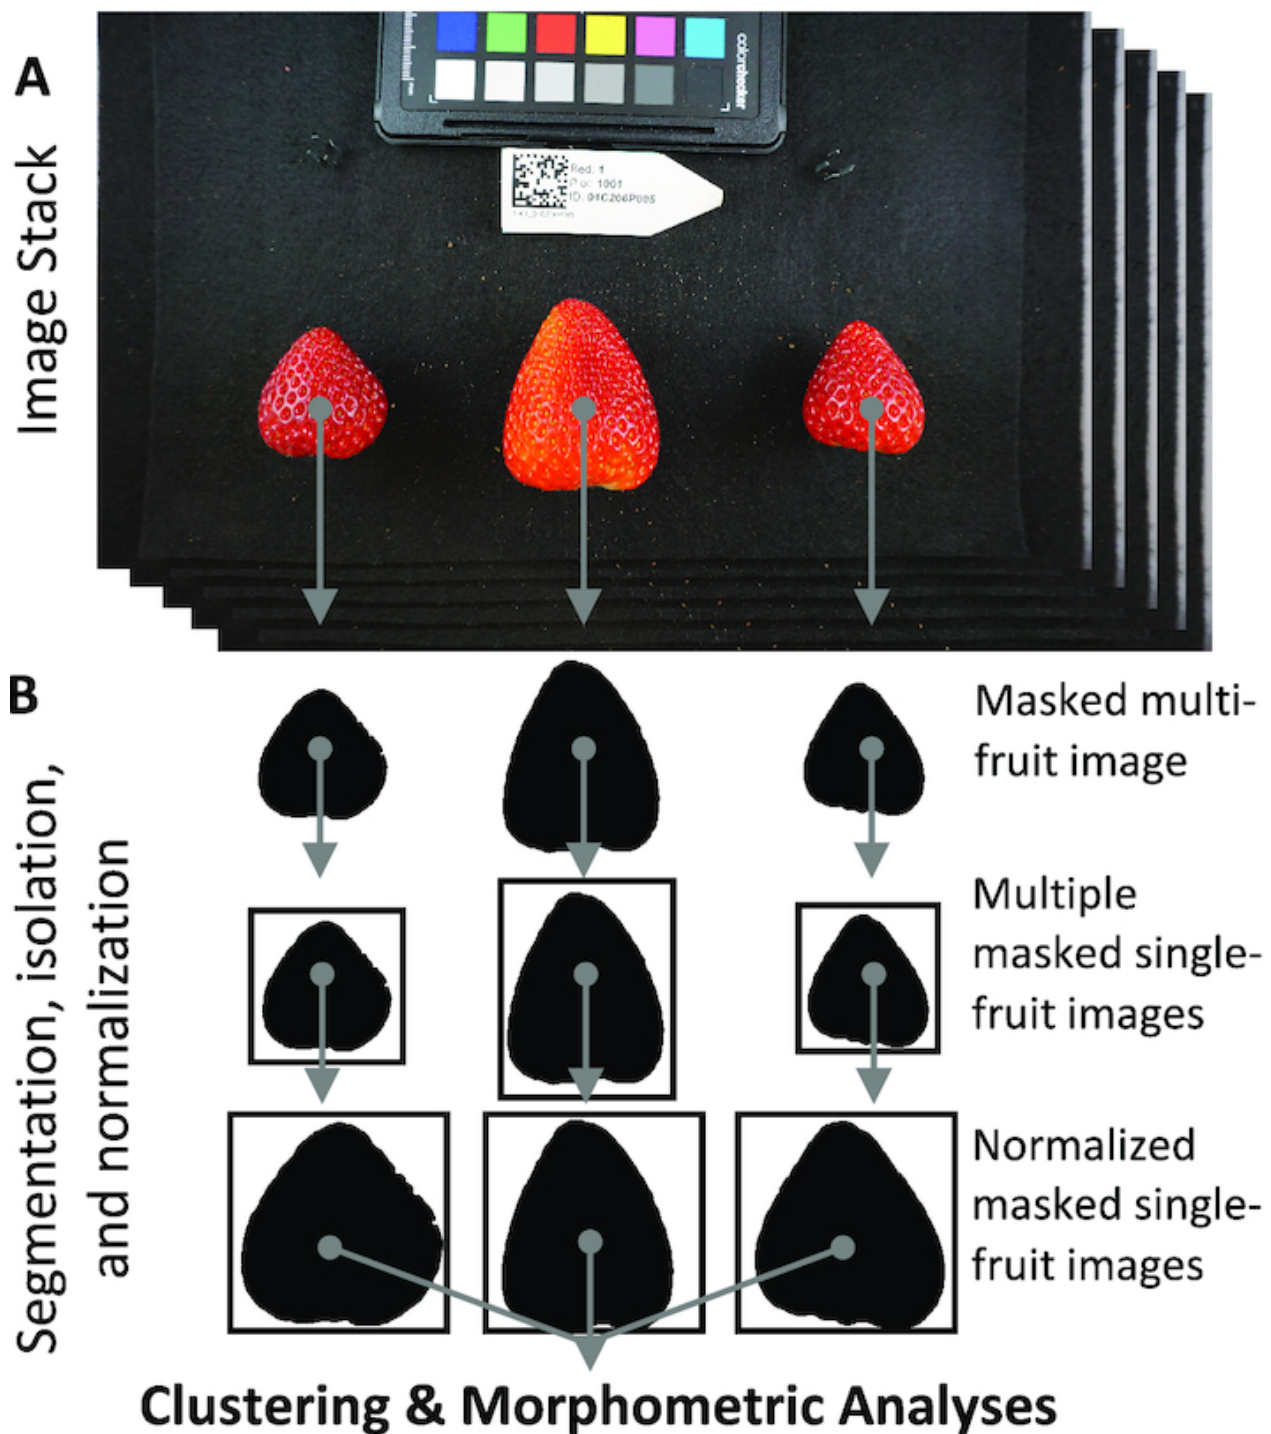 A
Image Stack
colorchecker
Bed: 1
Plot: 1001
ID: 01C206P005
B
Segmentation, isolation,
and normalization
Masked multi-
fruit image
Multiple
masked single-
fruit images
Normalized
masked single-
fruit images
Clustering & Morphometric Analyses